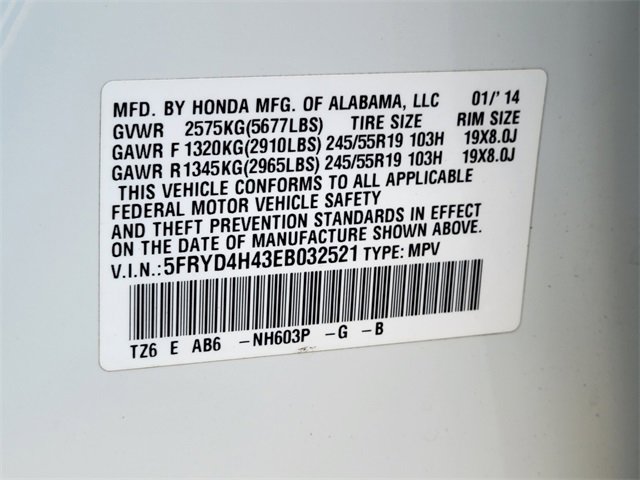 MFD. BY HONDA MFG. OF ALABAMA, LLC 01/'14
GVWR 2575KG(5677LBS) TIRE SIZE RIM SIZE
GAWR F 1320KG(2910LBS) 245/55R19 103H 19X8.0J
GAWR R1345KG(2965LBS) 245/55R19 103H 19X8.0J
THIS VEHICLE CONFORMS TO ALL APPLICABLE
FEDERAL MOTOR VEHICLE SAFETY
AND THEFT PREVENTION STANDARDS IN EFFECT
ON THE DATE OF MANUFACTURE SHOWN ABOVE.
V.I.N.: 5FRYD4H43EB032521 TYPE: MPV
TZ6 E AB6 -NH603P -G -B